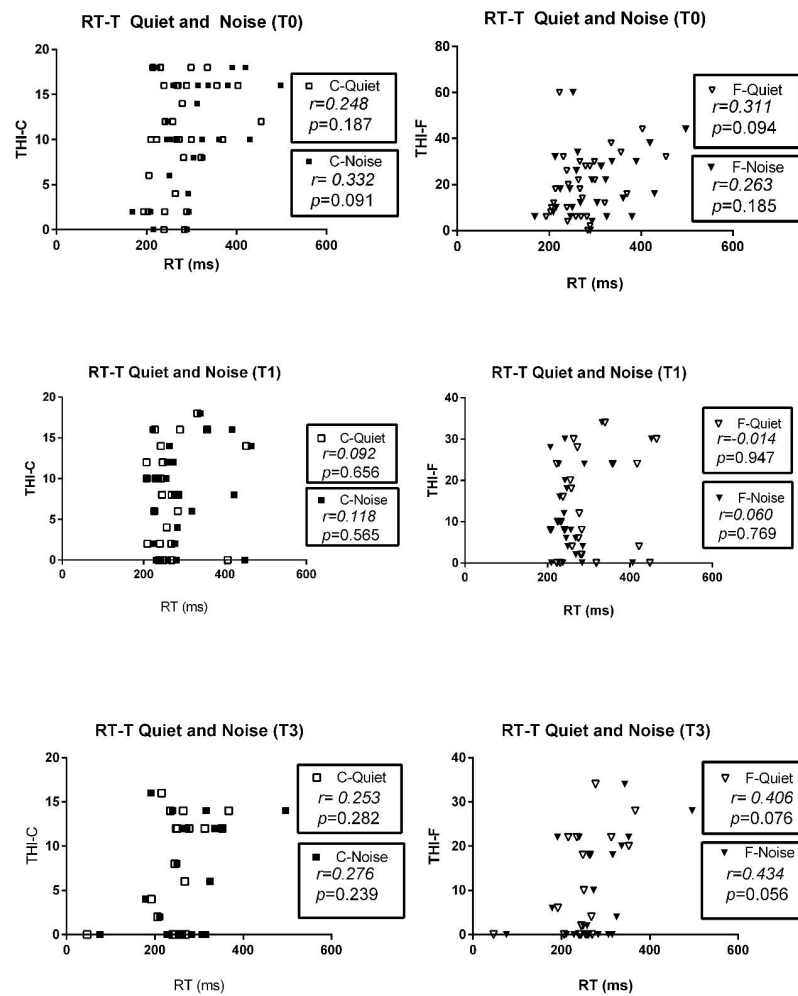 RT-T Quiet and Noise (T0)
THI-C
20
15
10
5
0
0
200
400
600
RT (ms)
C-Quiet
r=0.248
p=0.187
C-Noise
r= 0.332
p=0.091
RT-T Quiet and Noise (T0)
THI-F
80
60
40
20
0
0
200
400
600
RT (ms)
F-Quiet
r=0.311
p=0.094
F-Noise
r=0.263
p=0.185
RT-T Quiet and Noise (T1)
THI-C
20
15
10
5
0
0
200
400
600
RT (ms)
C-Quiet
r=0.092
p=0.656
C-Noise
r=0.118
p=0.565
RT-T Quiet and Noise (T1)
THI-F
40
30
20
10
0
0
200
400
600
RT (ms)
F-Quiet
r=-0.014
p=0.947
F-Noise
r=0.060
p=0.769
RT-T Quiet and Noise (T3)
THI-C
20
15
10
5
0
0
200
400
600
RT (ms)
C-Quiet
r= 0.253
p=0.282
C-Noise
r=0.276
p=0.239
RT-T Quiet and Noise (T3)
THI-F
40
30
20
10
0
0
200
400
600
RT (ms)
F-Quiet
r= 0.406
p=0.076
F-Noise
r=0.434
p=0.056